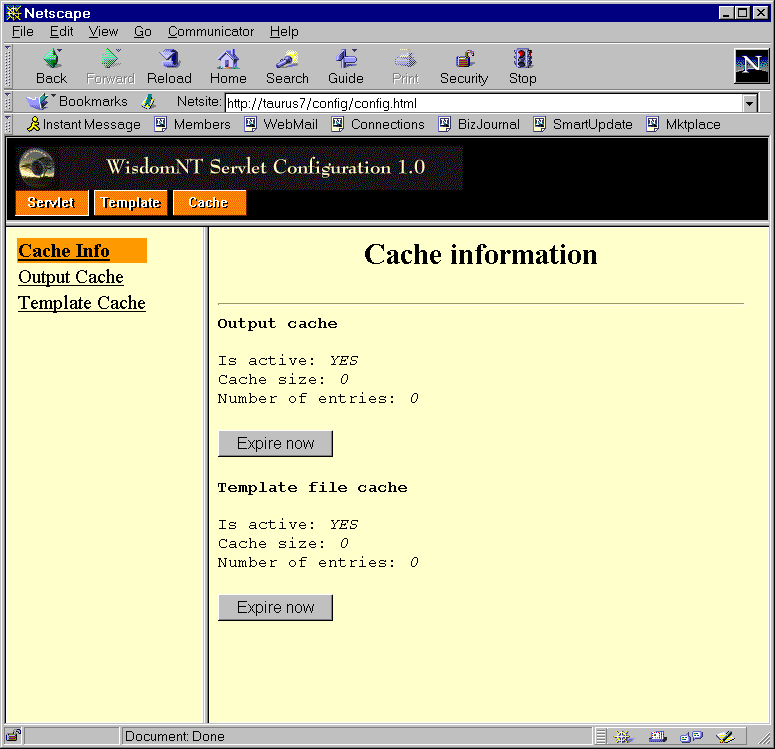 Netscape
File Edit View Go Communicator Help
Back Forward Reload Home Search Guide Print Security Stop
N
Bookmarks Netsite: http://taurus7/config/config.html
Instant Message Members WebMail Connections BizJournal SmartUpdate Mktplace
WisdomNT Servlet Configuration 1.0
Servlet Template Cache
Cache Info
Output Cache
Template Cache
Cache information
Output cache
Is active: YES
Cache size: 0
Number of entries: 0
Expire now
Template file cache
Is active: YES
Cache size: 0
Number of entries: 0
Expire now
Document: Done